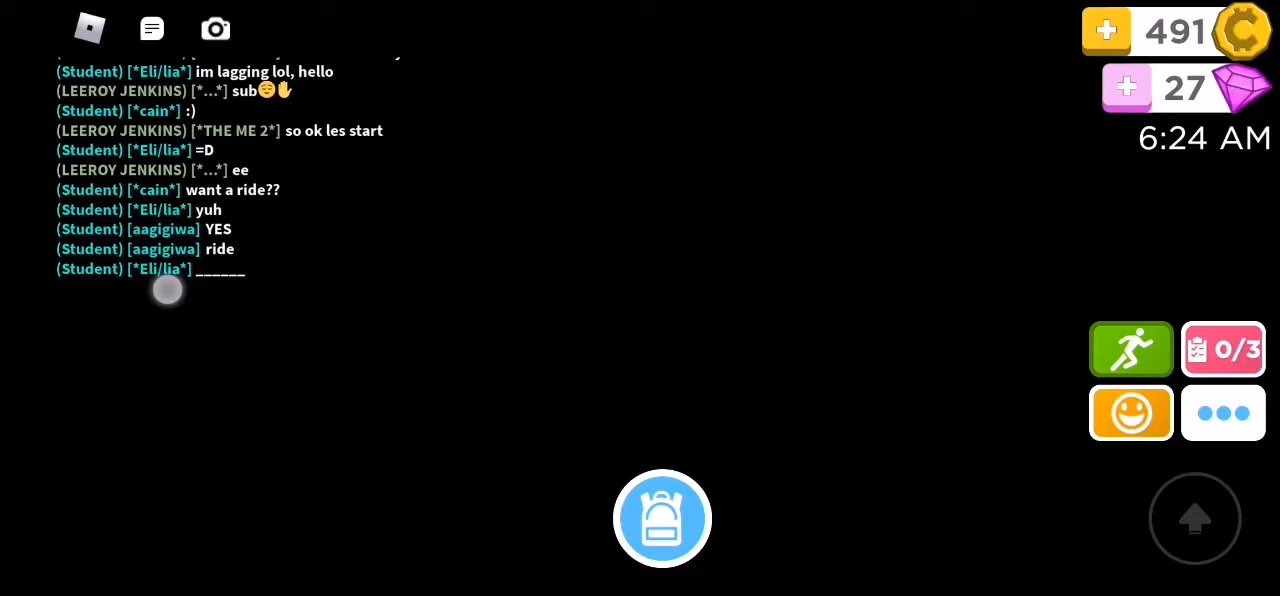 491
27
6:24 AM
(Student) [*Eli/lia*] im lagging lol, hello
(LEEROY JENKINS) [*...*] sub😌✋
(Student) [*cain*] :)
(LEEROY JENKINS) [*THE ME 2*] so ok les start
(Student) [*Eli/lia*] =D
(LEEROY JENKINS) [*...*] ee
(Student) [*cain*] want a ride??
(Student) [*Eli/lia*] yuh
(Student) [aagigiwa] YES
(Student) [aagigiwa] ride
(Student) [*Eli/lia*] ______
0/3